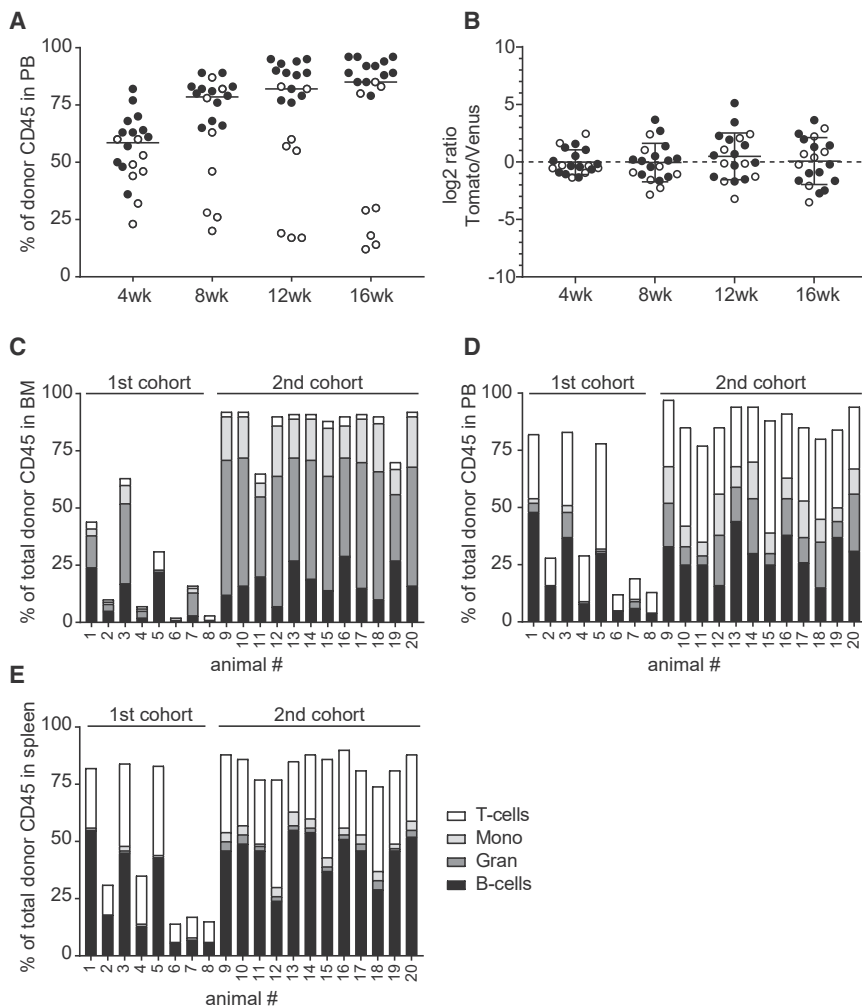 A
% of donor CD45 in PB
100
75
50
25
0
4wk 8wk 12wk 16wk
B
log2 ratio
Tomato/Venus
10
5
0
-5
-10
4wk 8wk 12wk 16wk
C
1st cohort 2nd cohort
% of total donor CD45 in BM
100
75
50
25
0
1 2 3 4 5 6 7 8 9 10 11 12 13 14 15 16 17 18 19 20
animal #
D
1st cohort 2nd cohort
% of total donor CD45 in PB
100
75
50
25
0
1 2 3 4 5 6 7 8 9 10 11 12 13 14 15 16 17 18 19 20
animal #
E
1st cohort 2nd cohort
% of total donor CD45 in spleen
100
75
50
25
0
1 2 3 4 5 6 7 8 9 10 11 12 13 14 15 16 17 18 19 20
animal #
T-cells
Mono
Gran
B-cells